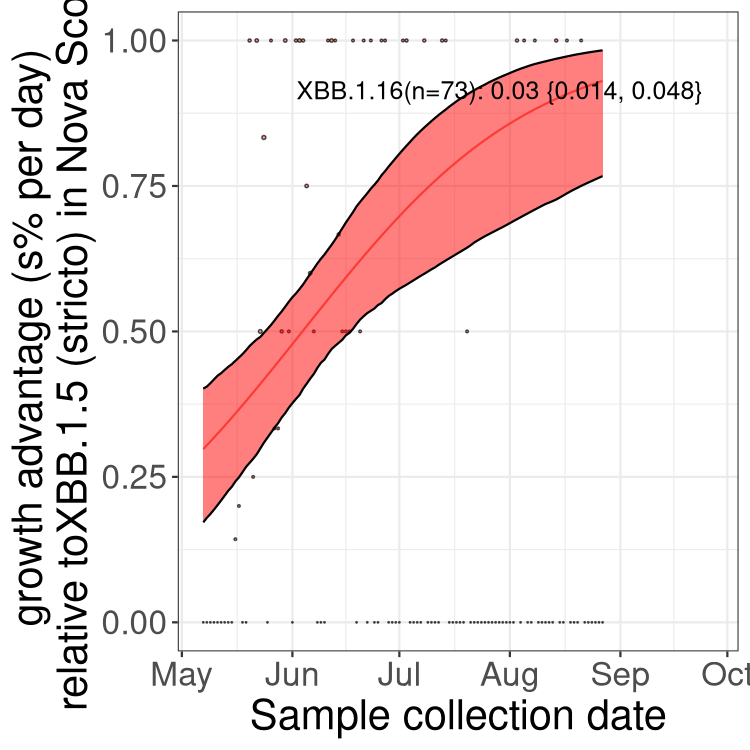 growth advantage (s% per day)
relative toXBB.1.5 (stricto) in Nova Sco
1.00
0.75
0.50
0.25
0.00
XBB.1.16(n=73): 0.03 {0.014, 0.048}
May Jun Jul Aug Sep Oct
Sample collection date